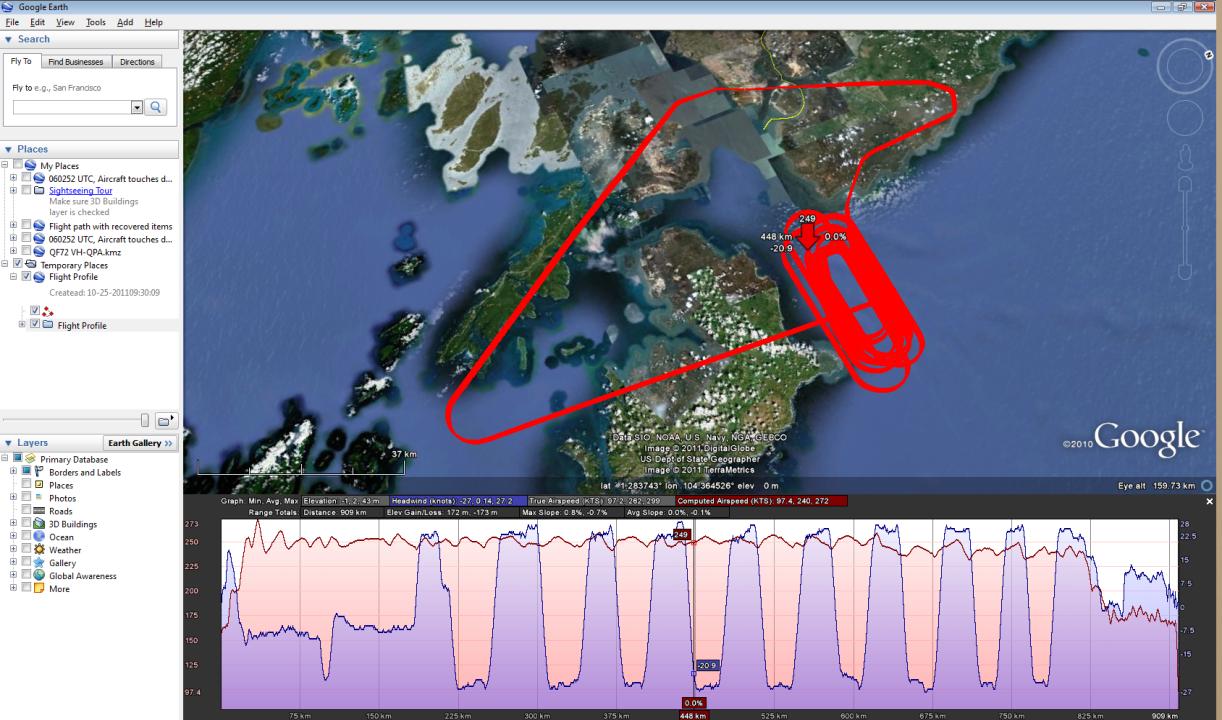 Google Earth
File Edit View Tools Add Help
Search
Fly To Find Businesses Directions
Fly to e.g., San Francisco
Places
My Places
060252 UTC, Aircraft touches d...
Sightseeing Tour
Make sure 3D Buildings
layer is checked
Flight path with recovered items
060252 UTC, Aircraft touches d...
QF72 VH-QPA.kmz
Temporary Places
Flight Profile
Createad: 10-25-201109:30:09
Flight Profile
Layers Earth Gallery >>
Primary Database
Borders and Labels
Places
Photos
Roads
3D Buildings
Ocean
Weather
Gallery
Global Awareness
More
N
249
448 km 0.0%
-20.9
37 km
Data SIO, NOAA, U.S. Navy, NGA, GEBCO
Image © 2011 DigitalGlobe
US Dept of State Geographer
Image © 2011 TerraMetrics
©2010 Google
lat 1.283743° lon 104.364526° elev 0 m
Eye alt 159.73 km
Graph: Min, Avg, Max Elevation: -1, 2, 43 m Headwind (knots): -27, 0.14, 27.2 True Airspeed (KTS): 97.2, 262, 299 Computed Airspeed (KTS): 97.4, 240, 272
Range Totals: Distance: 909 km Elev Gain/Loss: 172 m, -173 m Max Slope: 0.8%, -0.7% Avg Slope: 0.0%, -0.1%
273 28
250 249 22.5
225 15
200 7.5
175 0
150 -7.5
125 -20.9 -15
97.4 -27
0.0%
75 km 150 km 225 km 300 km 375 km 448 km 525 km 600 km 675 km 750 km 825 km 909 km